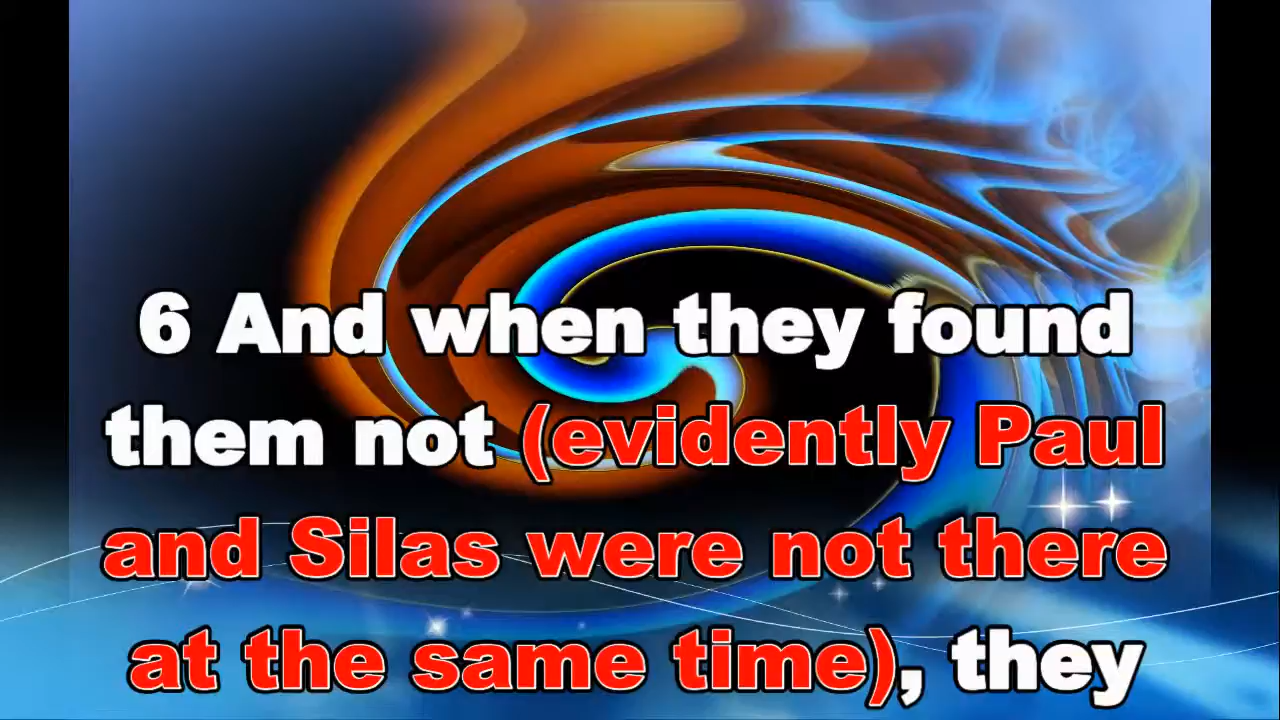 6 And when they found
them not (evidently Paul
and Silas were not there
at the same time), they